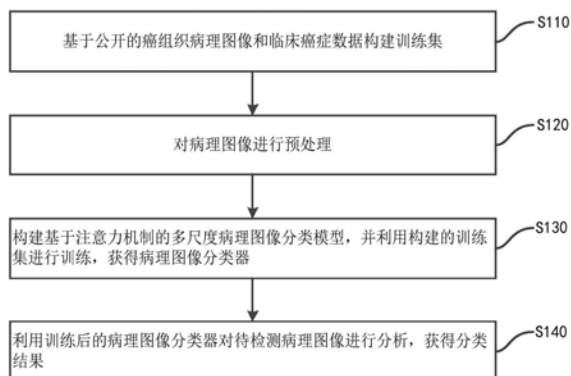 基于公开的癌组织病理图像和临床癌症数据构建训练集
S110
对病理图像进行预处理
S120
构建基于注意力机制的多尺度病理图像分类模型，并利用构建的训练
集进行训练，获得病理图像分类器
S130
利用训练后的病理图像分类器对待检测病理图像进行分析，获得分类
结果
S140